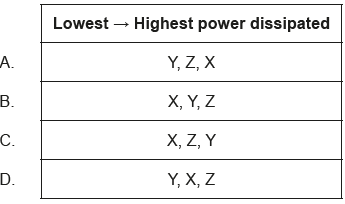 Lowest → Highest power dissipated
A. Y, Z, X
B. X, Y, Z
C. X, Z, Y
D. Y, X, Z